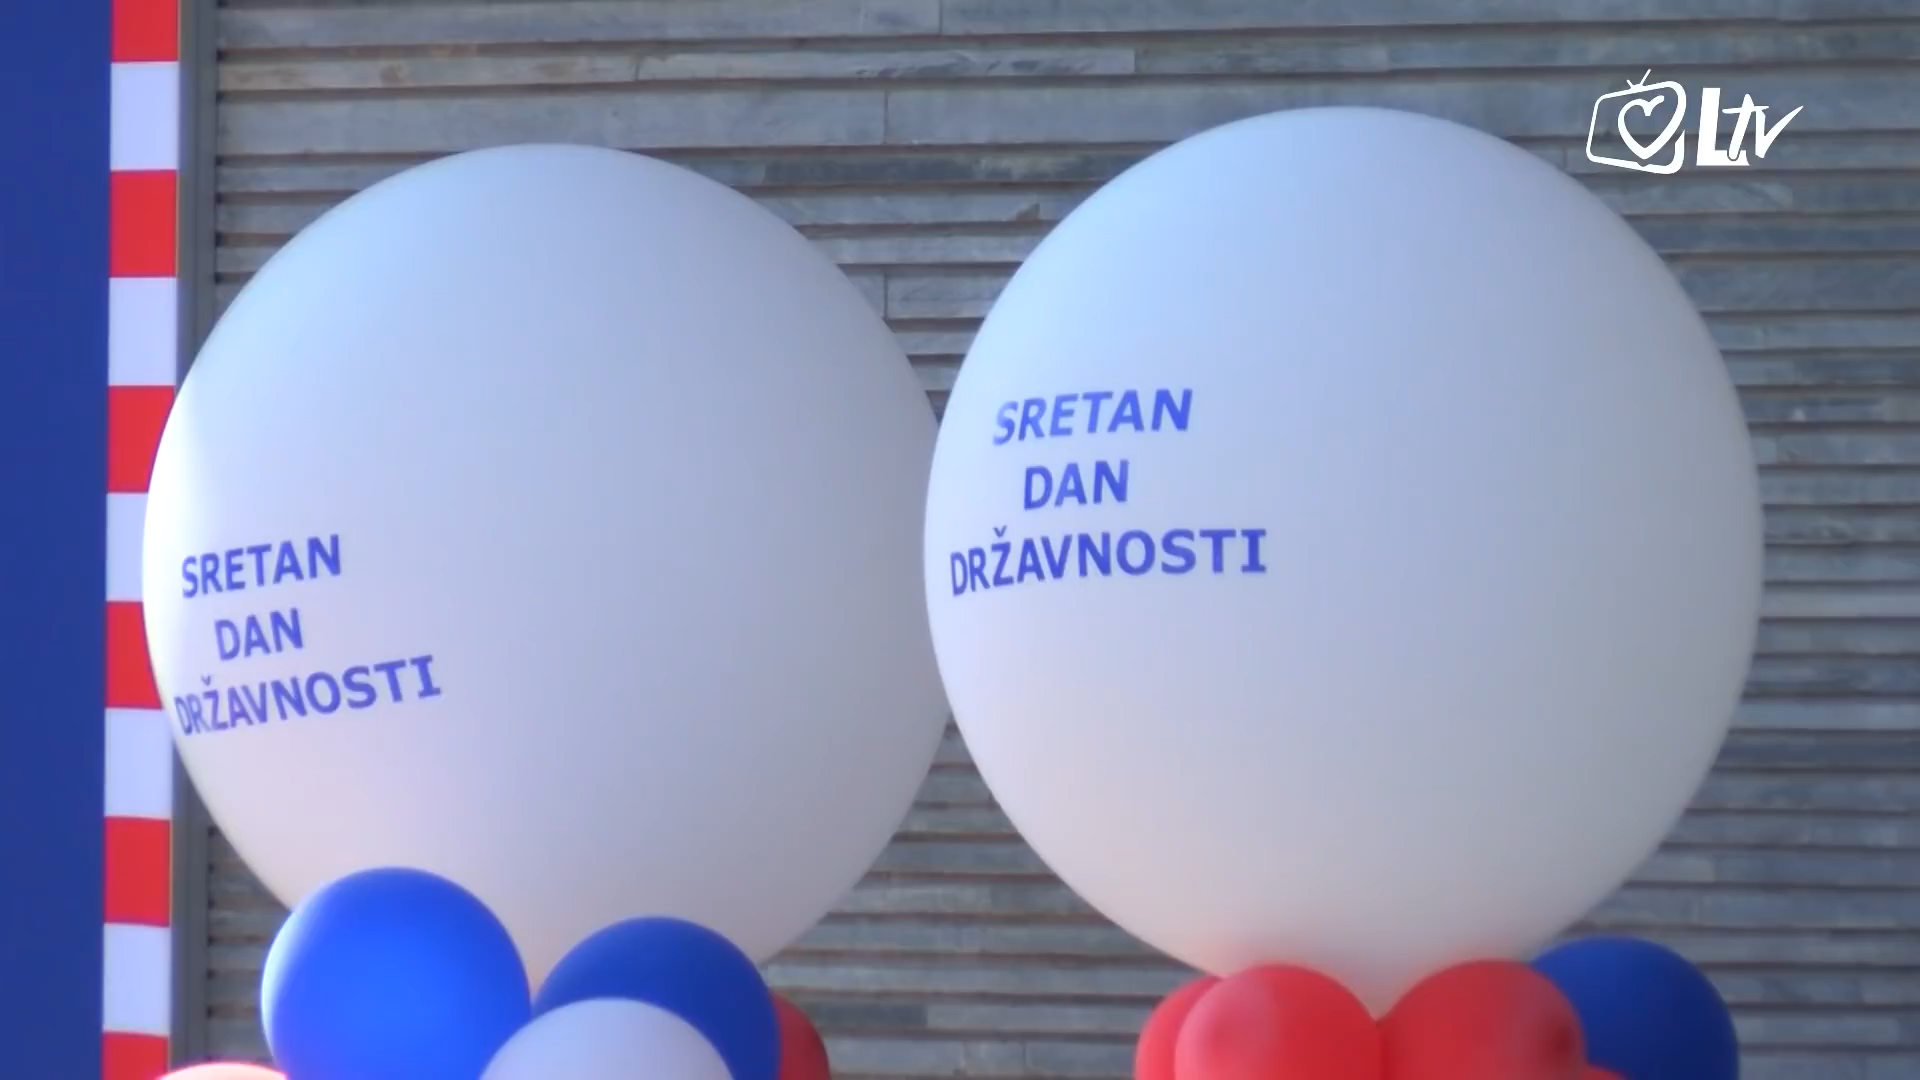 LTV
SRETAN
DAN
DRŽAVNOSTI
SRETAN
DAN
DRŽAVNOSTI